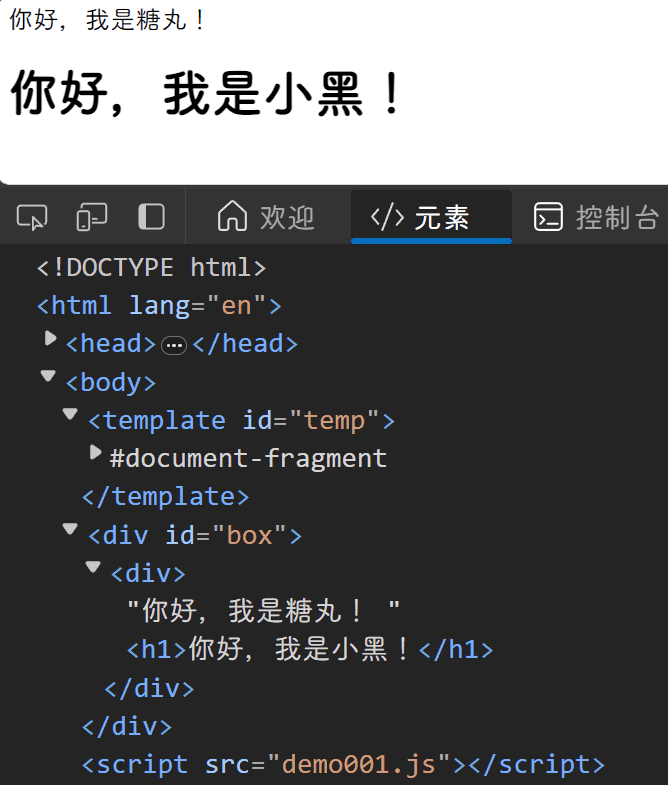 你好，我是糖丸！
你好，我是小黑！
欢迎 </> 元素 控制台
<!DOCTYPE html>
<html lang="en">
<head>…</head>
<body>
<template id="temp">
#document-fragment
</template>
<div id="box">
<div>
"你好，我是糖丸！ "
<h1>你好，我是小黑！</h1>
</div>
</div>
<script src="demo001.js"></script>